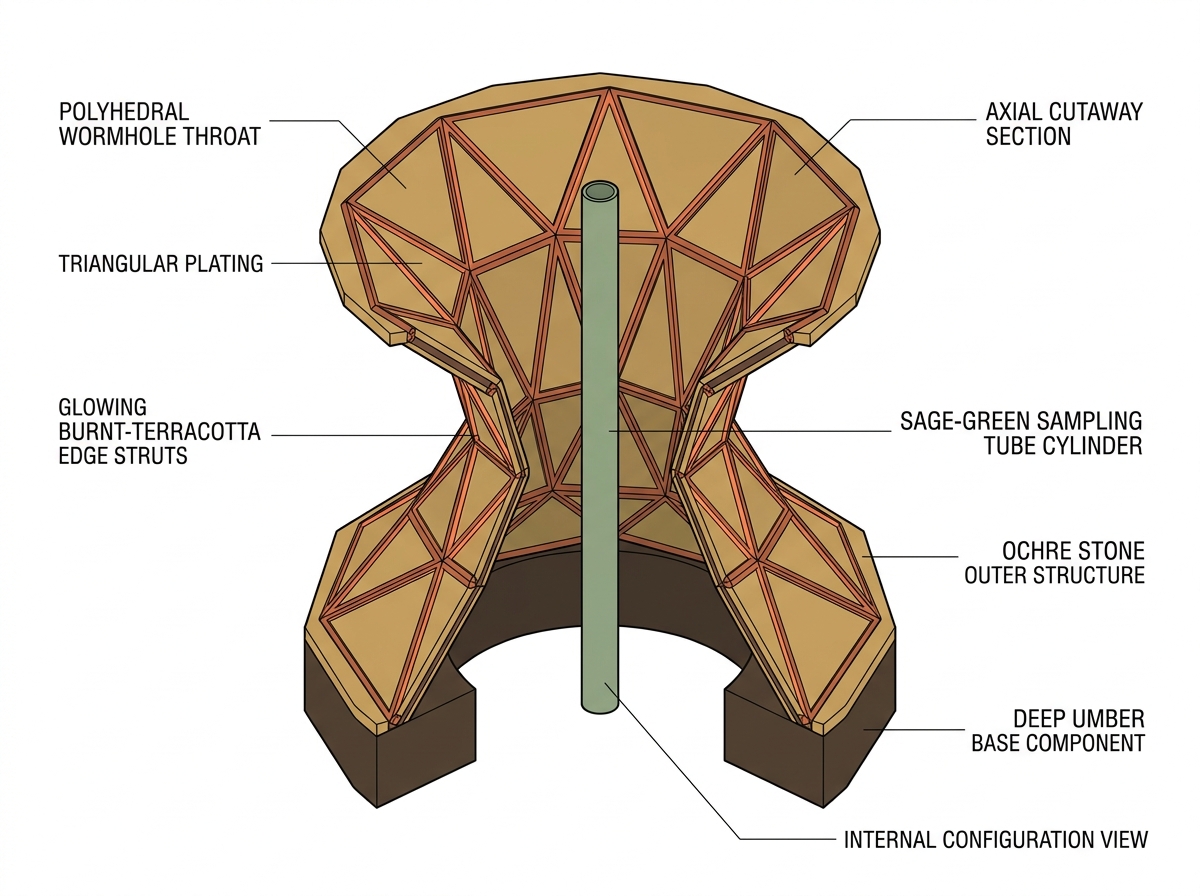 POLYHEDRAL
WORMHOLE THROAT
TRIANGULAR PLATING
GLOWING
BURNT-TERRACOTTA
EDGE STRUTS
AXIAL CUTAWAY
SECTION
SAGE-GREEN SAMPLING
TUBE CYLINDER
OCHRE STONE
OUTER STRUCTURE
DEEP UMBER
BASE COMPONENT
INTERNAL CONFIGURATION VIEW